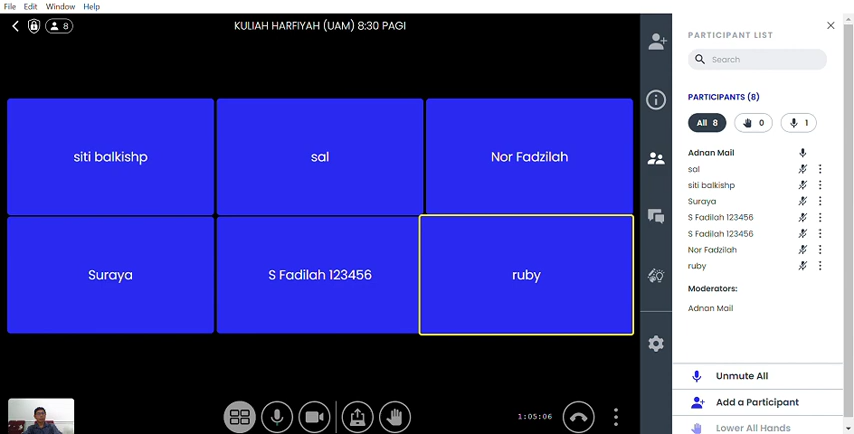 File Edit Window Help
8
KULIAH HARFIYAH (UAM) 8:30 PAGI
siti balkishp
sal
Nor Fadzilah
Suraya
S Fadilah 123456
ruby
1:05:06
PARTICIPANT LIST
Search
PARTICIPANTS (8)
All 8 0 1
Adnan Mail
sal
siti balkishp
Suraya
S Fadilah 123456
S Fadilah 123456
Nor Fadzilah
ruby
Moderators:
Adnan Mail
Unmute All
Add a Participant
Lower All Hands